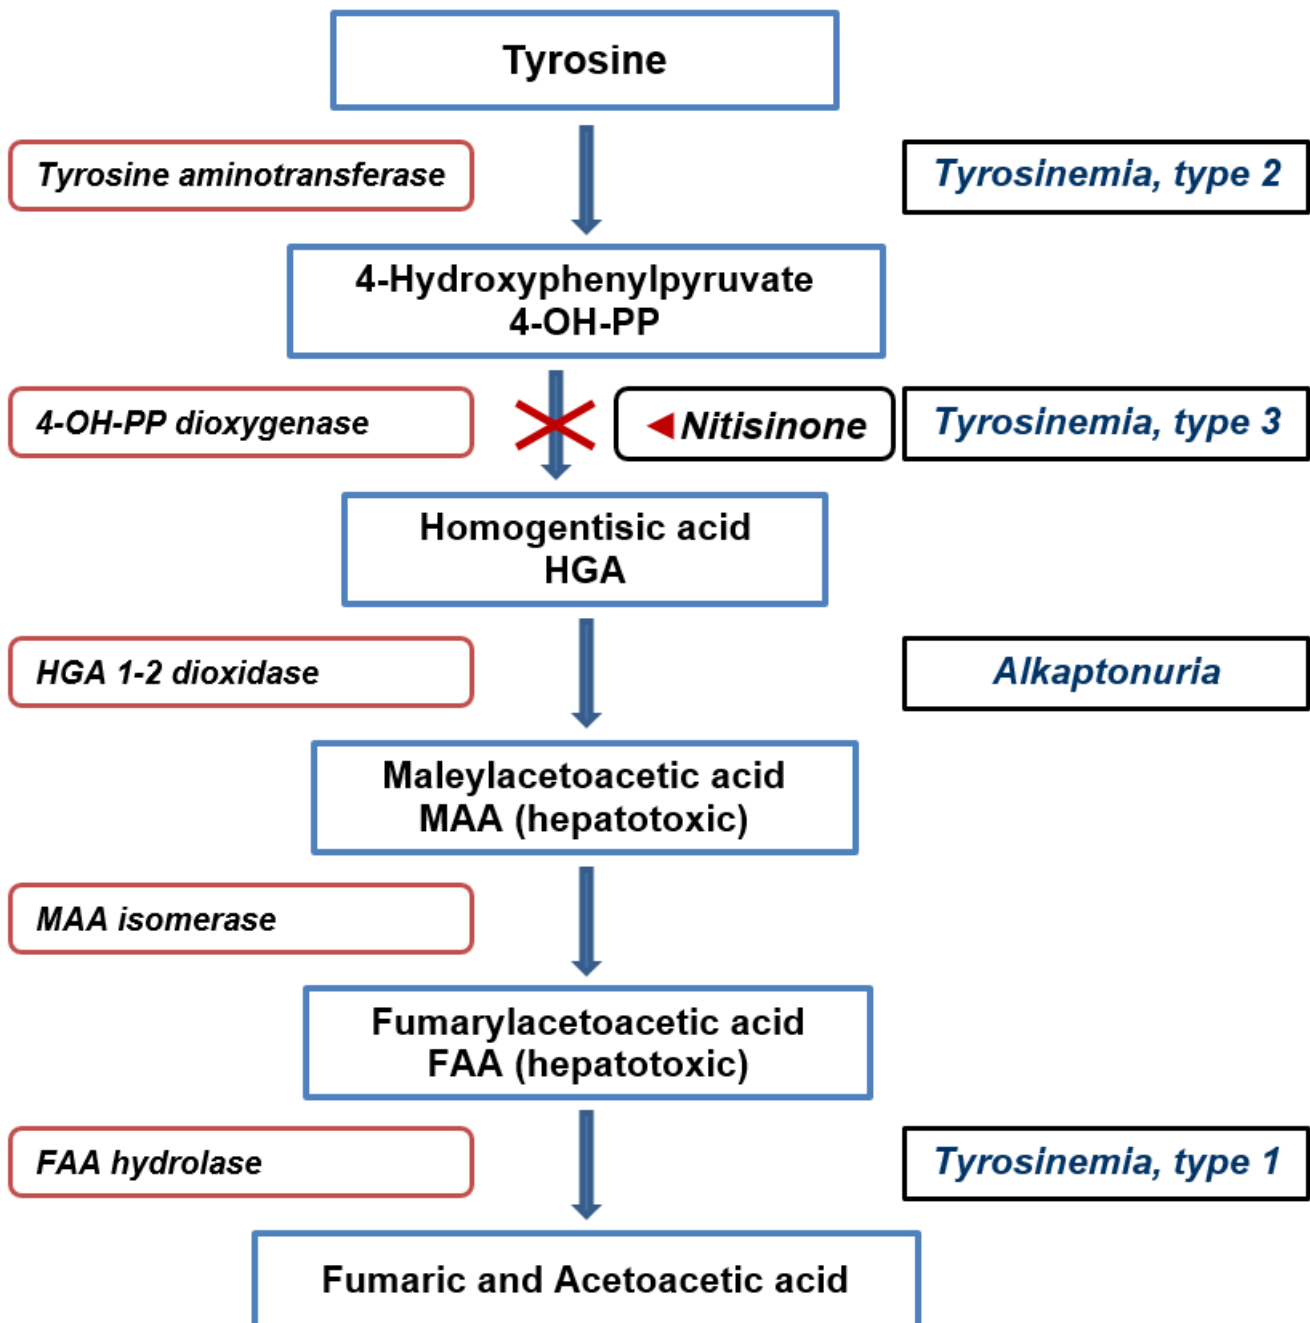 Tyrosine
Tyrosine aminotransferase
Tyrosinemia, type 2
4-Hydroxyphenylpyruvate
4-OH-PP
4-OH-PP dioxygenase
Nitisinone
Tyrosinemia, type 3
Homogentisic acid
HGA
HGA 1-2 dioxidase
Alkaptonuria
Maleylacetoacetic acid
MAA (hepatotoxic)
MAA isomerase
Fumarylacetoacetic acid
FAA (hepatotoxic)
FAA hydrolase
Tyrosinemia, type 1
Fumaric and Acetoacetic acid